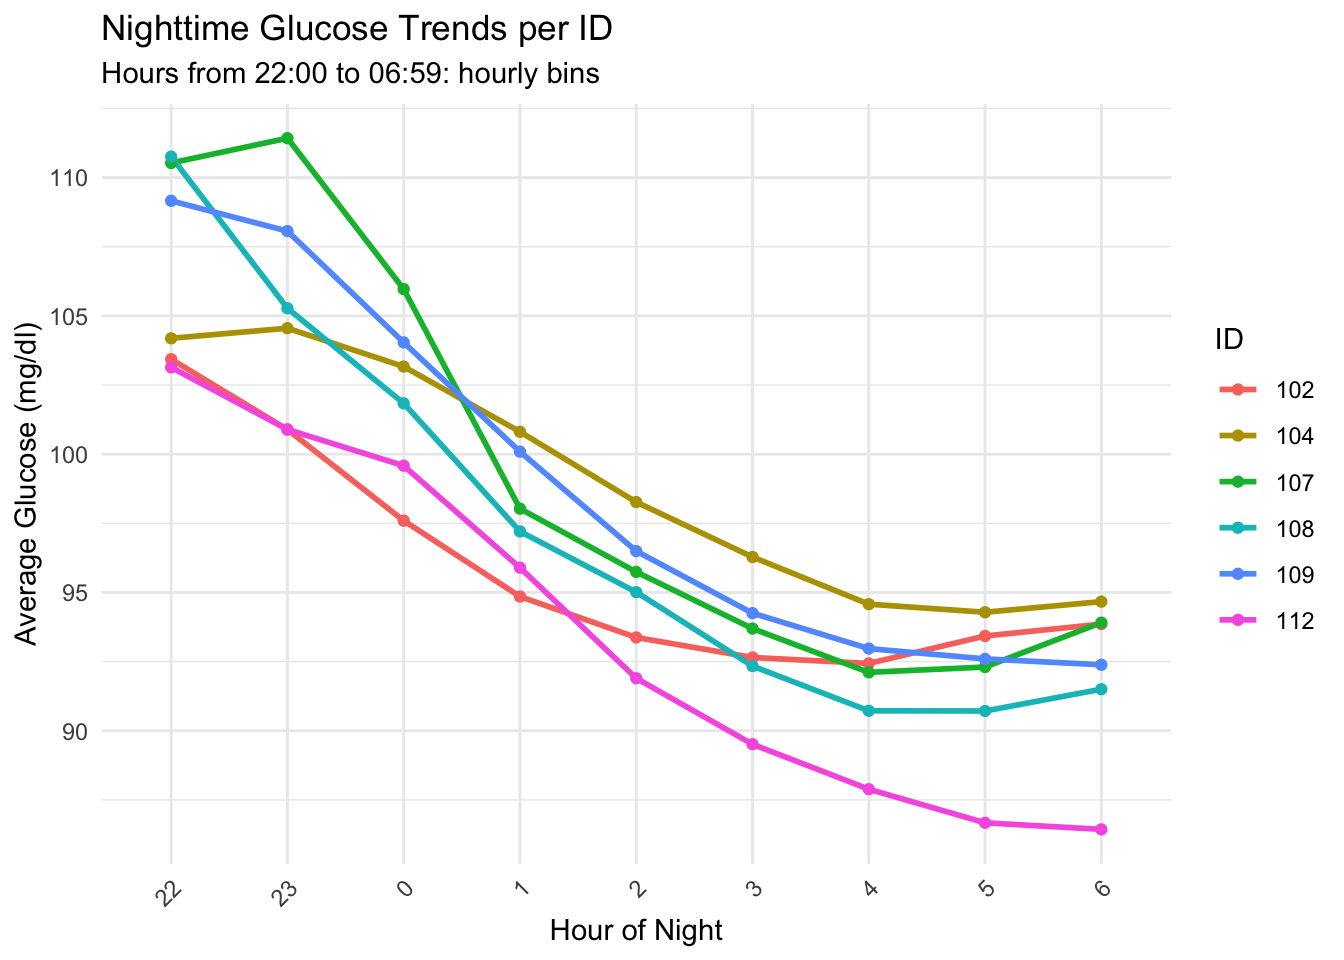 Nighttime Glucose Trends per ID
Hours from 22:00 to 06:59: hourly bins
Average Glucose (mg/dl)
110
105
100
95
90
22 23 0 1 2 3 4 5 6
Hour of Night
ID
102
104
107
108
109
112